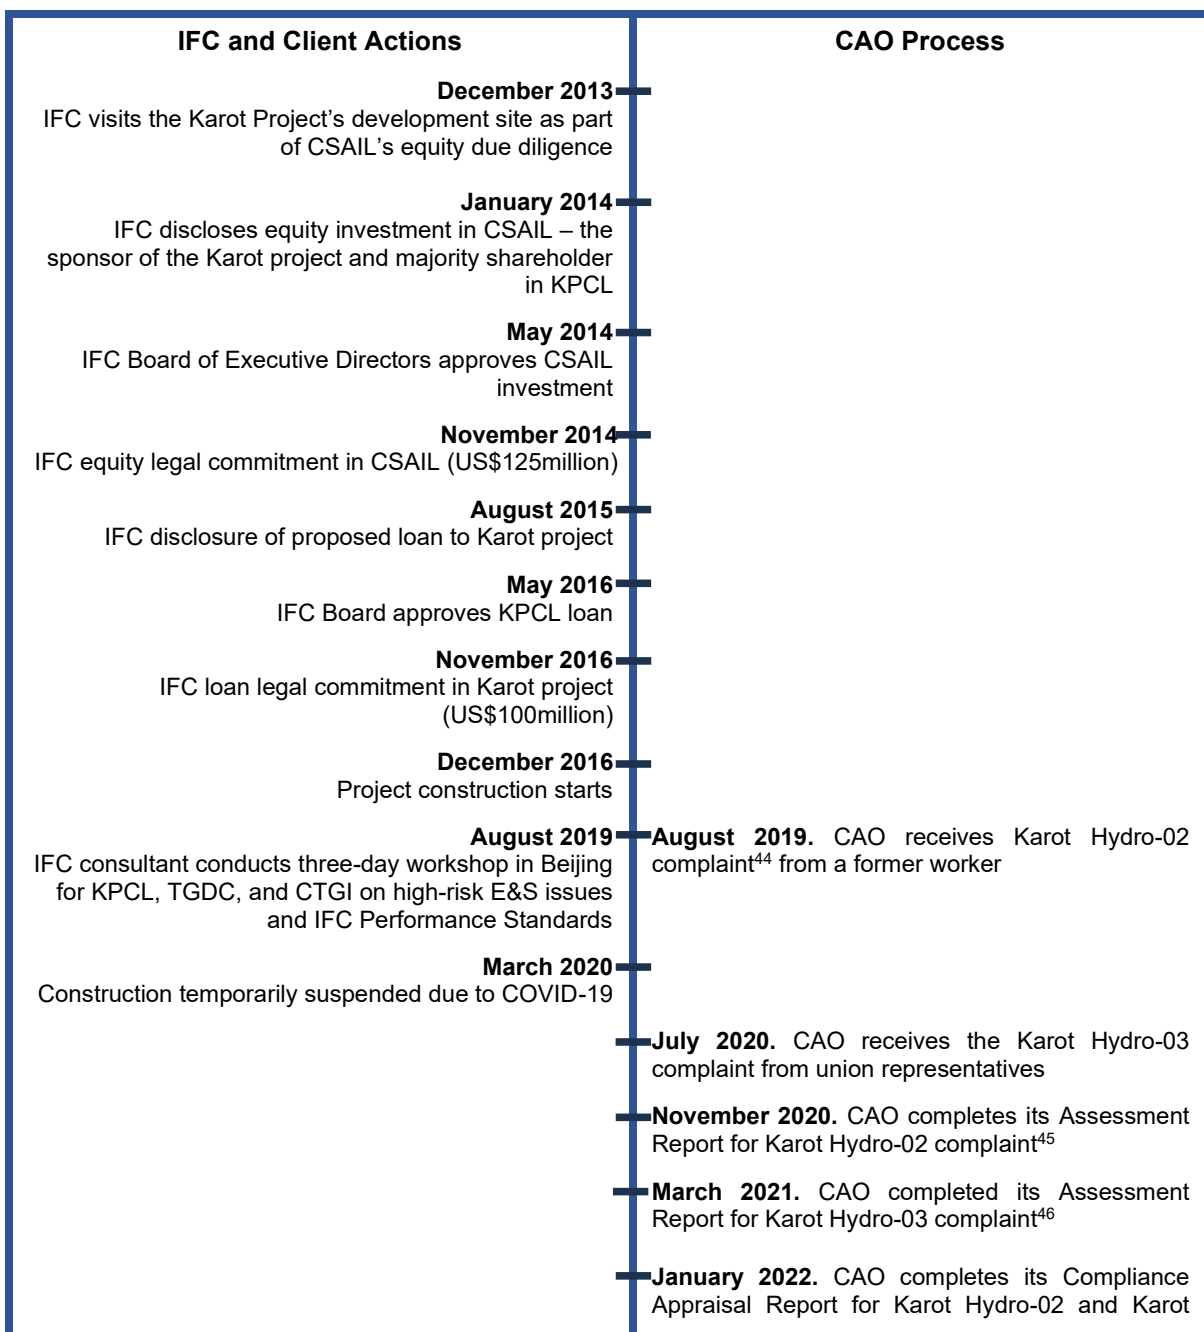 IFC and Client Actions
CAO Process
December 2013
IFC visits the Karot Project's development site as part
of CSAIL's equity due diligence
January 2014
IFC discloses equity investment in CSAIL – the
sponsor of the Karot project and majority shareholder
in KPCL
May 2014
IFC Board of Executive Directors approves CSAIL
investment
November 2014
IFC equity legal commitment in CSAIL (US$125million)
August 2015
IFC disclosure of proposed loan to Karot project
May 2016
IFC Board approves KPCL loan
November 2016
IFC loan legal commitment in Karot project
(US$100million)
December 2016
Project construction starts
August 2019
IFC consultant conducts three-day workshop in Beijing
for KPCL, TGDC, and CTGI on high-risk E&S issues
and IFC Performance Standards
August 2019. CAO receives Karot Hydro-02
complaint44 from a former worker
March 2020
Construction temporarily suspended due to COVID-19
July 2020. CAO receives the Karot Hydro-03
complaint from union representatives
November 2020. CAO completes its Assessment
Report for Karot Hydro-02 complaint45
March 2021. CAO completed its Assessment
Report for Karot Hydro-03 complaint46
January 2022. CAO completes its Compliance
Appraisal Report for Karot Hydro-02 and Karot